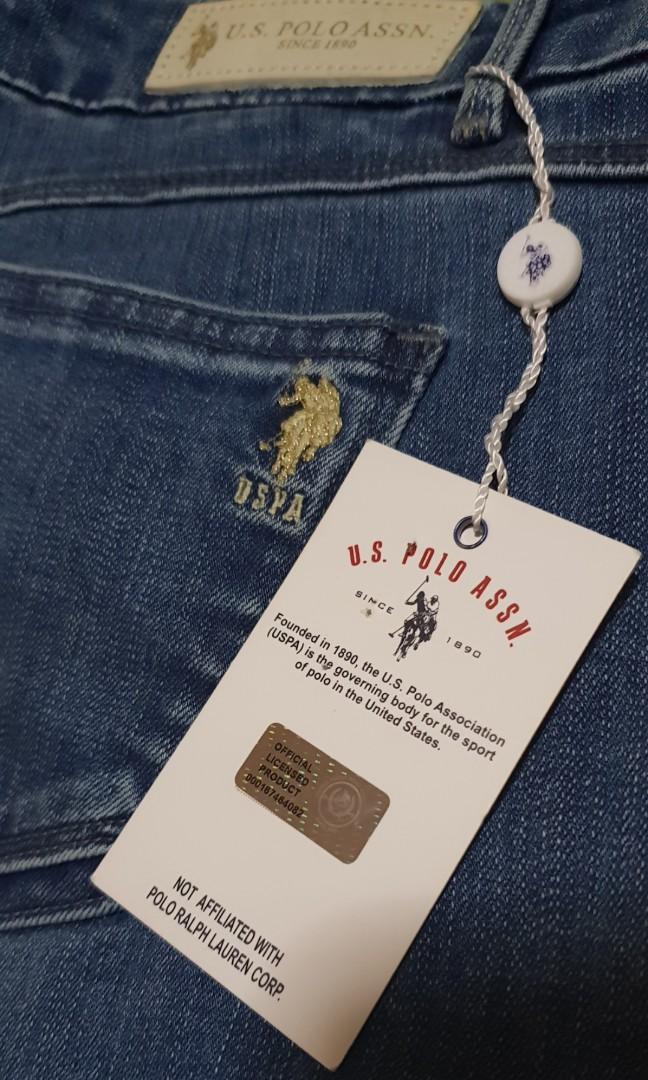 U.S. POLO ASSN.
SINCE 1890
USPA
U.S. POLO ASSN.
SINCE 1890
Founded in 1890, the U.S. Polo Association
(USPA) is the governing body for the sport
of polo in the United States.
OFFICIAL
LICENSED
PRODUCT
000167464082
NOT AFFILIATED WITH
POLO RALPH LAUREN CORP.